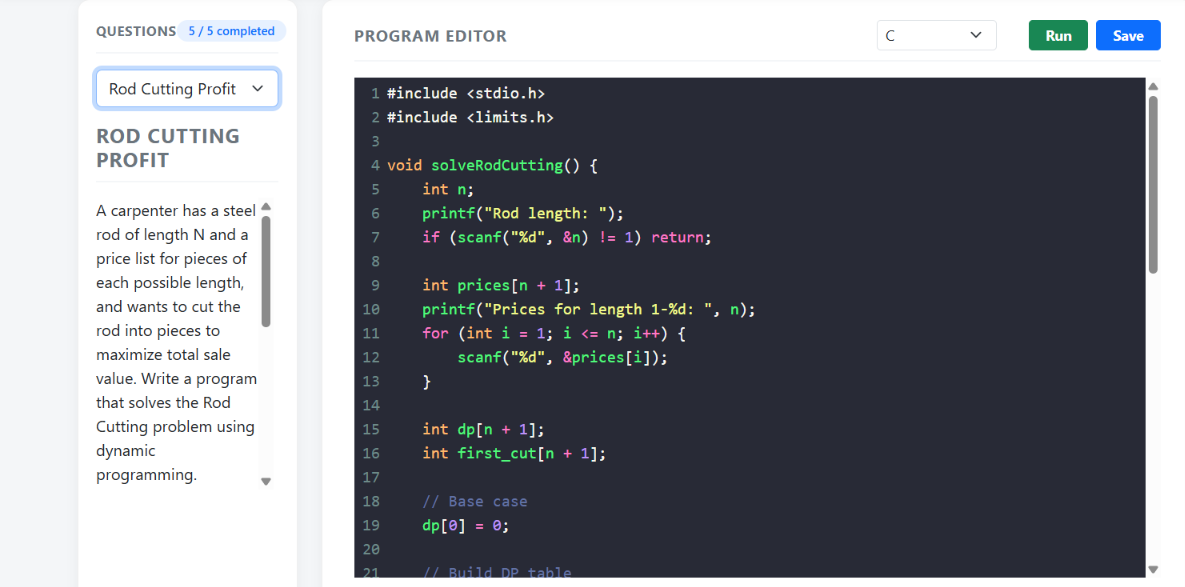 QUESTIONS 5 / 5 completed
Rod Cutting Profit
ROD CUTTING
PROFIT
A carpenter has a steel
rod of length N and a
price list for pieces of
each possible length,
and wants to cut the
rod into pieces to
maximize total sale
value. Write a program
that solves the Rod
Cutting problem using
dynamic
programming.
PROGRAM EDITOR
C
Run
Save
1 #include <stdio.h>
2 #include <limits.h>
3
4 void solveRodCutting() {
5     int n;
6     printf("Rod length: ");
7     if (scanf("%d", &n) != 1) return;
8
9     int prices[n + 1];
10     printf("Prices for length 1-%d: ", n);
11     for (int i = 1; i <= n; i++) {
12         scanf("%d", &prices[i]);
13     }
14
15     int dp[n + 1];
16     int first_cut[n + 1];
17
18     // Base case
19     dp[0] = 0;
20
21     // Build DP table